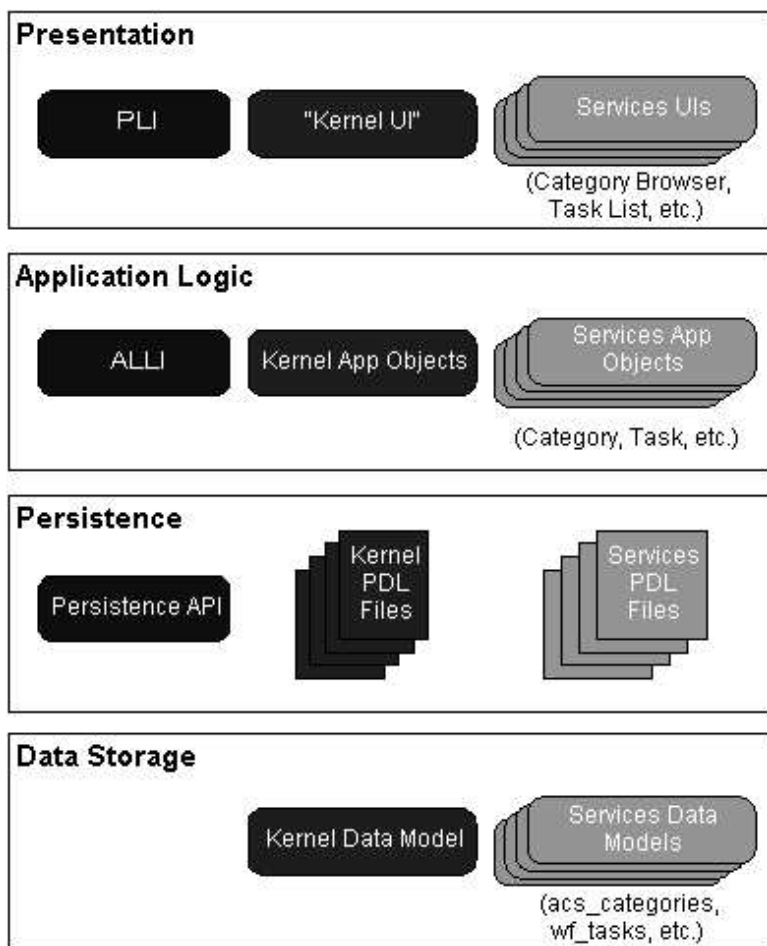 Presentation
PLI
"Kernel UI"
Services UIs
(Category Browser,
Task List, etc.)
Application Logic
ALLI
Kernel App Objects
Services App
Objects
(Category, Task, etc.)
Persistence
Persistence API
Kernel
PDL
Files
Services
PDL
Files
Data Storage
Kernel Data Model
Services Data
Models
(acs_categories,
wf_tasks, etc.)